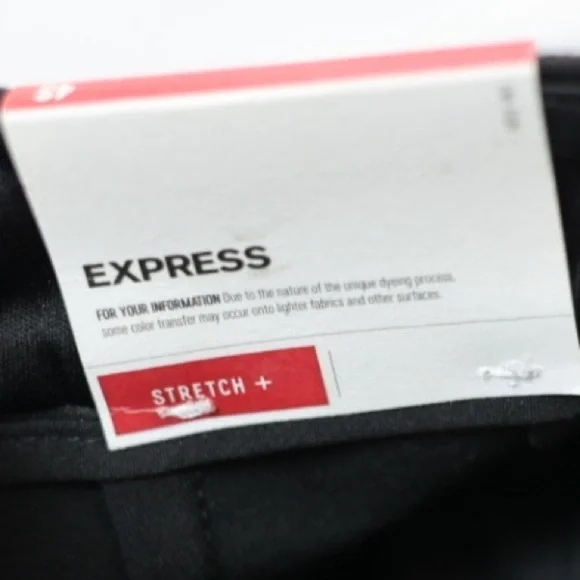 EXPRESS
FOR YOUR INFORMATION Due to the nature of the unique dyeing process,
some color transfer may occur onto lighter fabrics and other surfaces.
STRETCH +